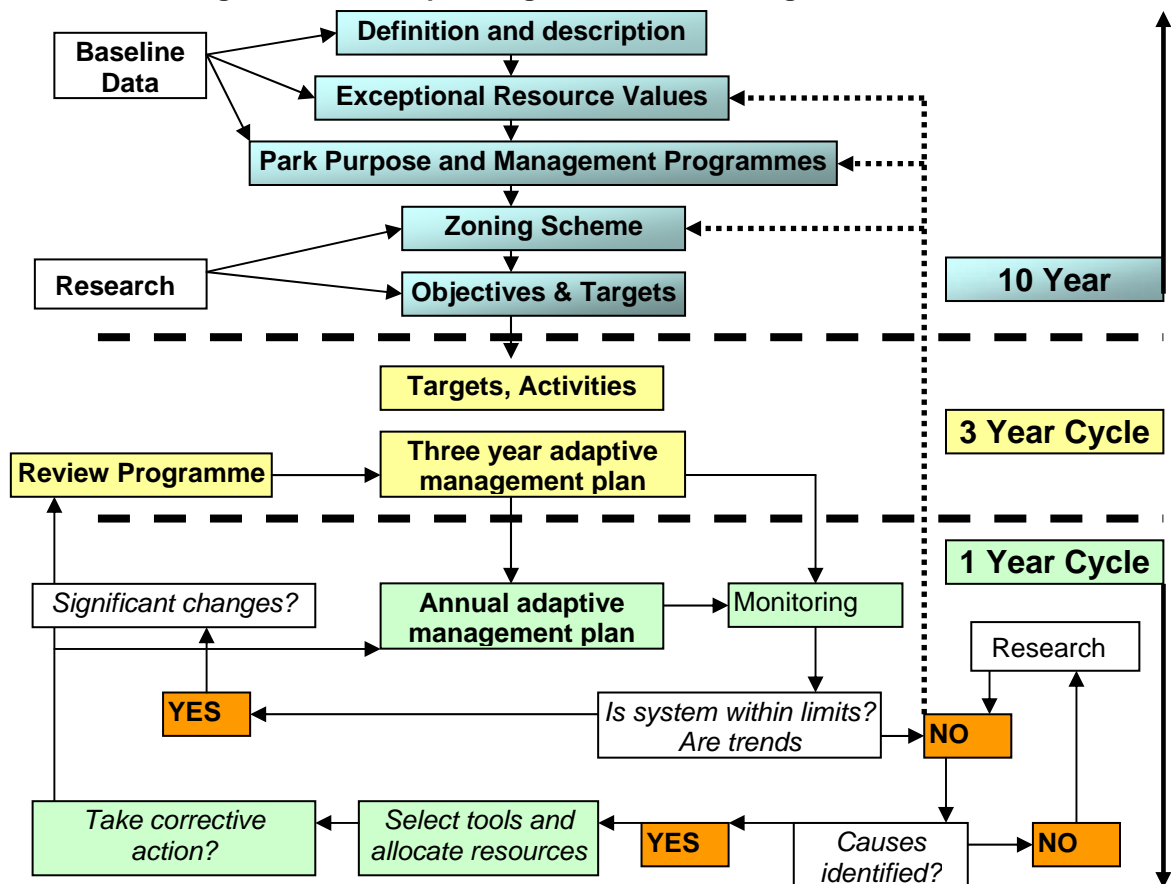 Definition and description
Baseline
Data
Exceptional Resource Values
Park Purpose and Management Programmes
Zoning Scheme
Research
Objectives & Targets
10 Year
Targets, Activities
3 Year Cycle
Review Programme
Three year adaptive
management plan
1 Year Cycle
Significant changes?
Annual adaptive
management plan
Monitoring
Research
YES
Is system within limits?
Are trends
NO
Take corrective
action?
Select tools and
allocate resources
YES
Causes
identified?
NO